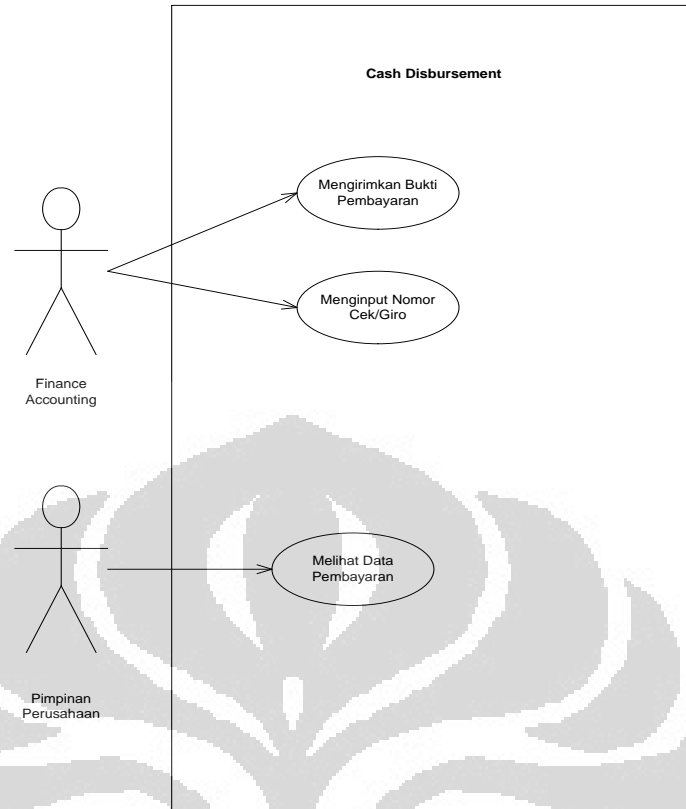 Cash Disbursement
Mengirimkan Bukti
Pembayaran
Menginput Nomor
Cek/Giro
Finance
Accounting
Melihat Data
Pembayaran
Pimpinan
Perusahaan